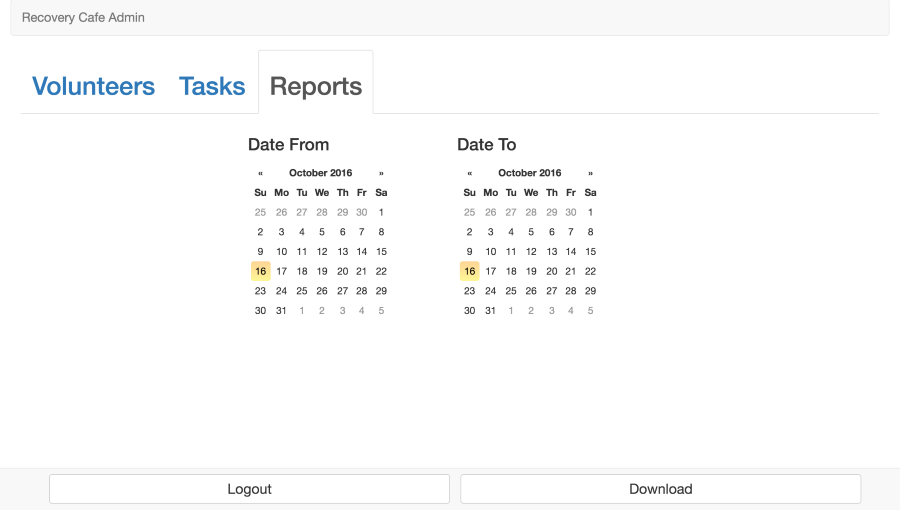 Recovery Cafe Admin
Volunteers Tasks Reports
Date From
« October 2016 »
Su Mo Tu We Th Fr Sa
25 26 27 28 29 30 1
2 3 4 5 6 7 8
9 10 11 12 13 14 15
16 17 18 19 20 21 22
23 24 25 26 27 28 29
30 31 1 2 3 4 5
Date To
« October 2016 »
Su Mo Tu We Th Fr Sa
25 26 27 28 29 30 1
2 3 4 5 6 7 8
9 10 11 12 13 14 15
16 17 18 19 20 21 22
23 24 25 26 27 28 29
30 31 1 2 3 4 5
Logout Download